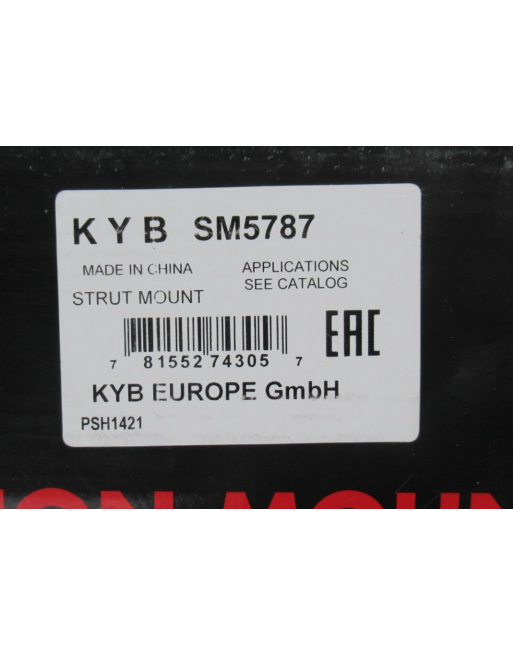 KYB SM5787
MADE IN CHINA APPLICATIONS
SEE CATALOG
STRUT MOUNT
EAC
7 81552 74305 7
KYB EUROPE GmbH
PSH1421